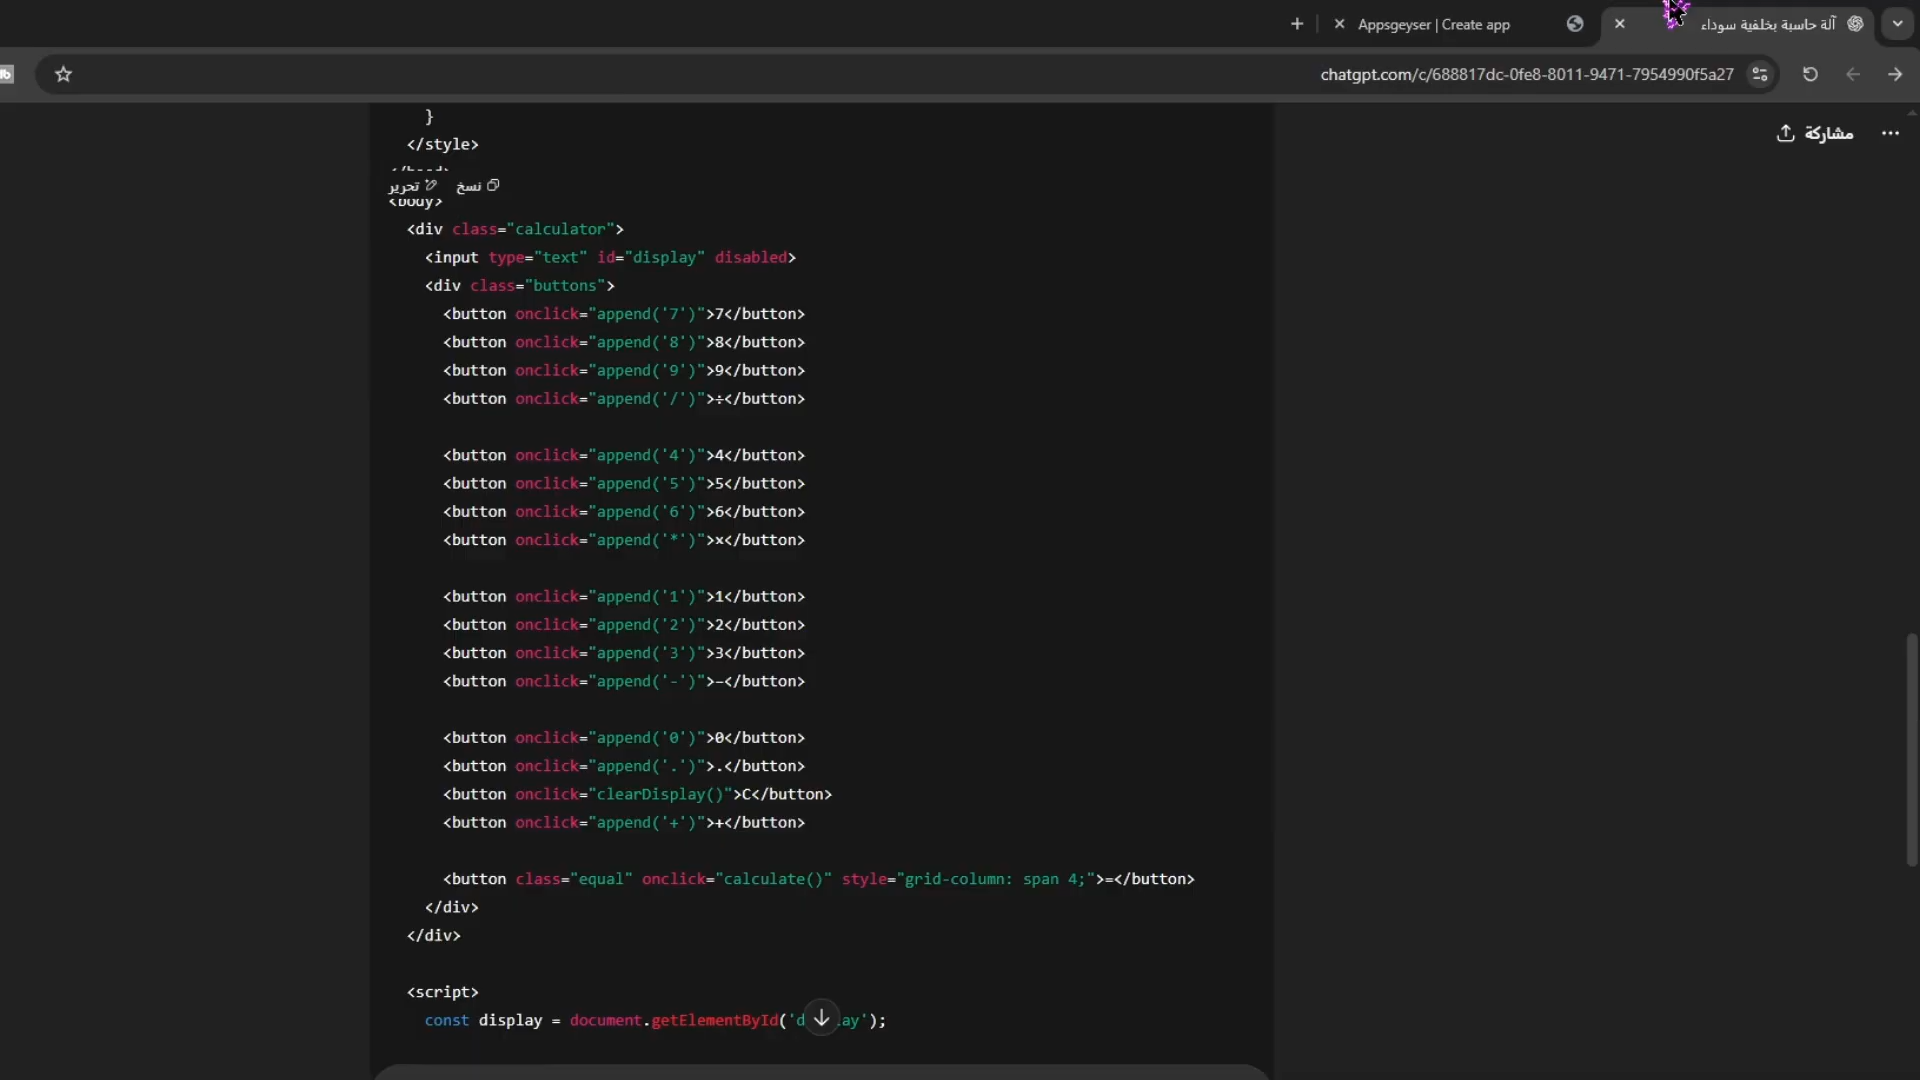 Appsgeyser | Create app
آلة حاسبة بخلفية سوداء
chatgpt.com/c/688817dc-0fe8-8011-9471-7954990f5a27
مشاركة
}
</style>
نسخ
تحرير
<body>
<div class="calculator">
<input type="text" id="display" disabled>
<div class="buttons">
<button onclick="append('7')">7</button>
<button onclick="append('8')">8</button>
<button onclick="append('9')">9</button>
<button onclick="append('/')">÷</button>
<button onclick="append('4')">4</button>
<button onclick="append('5')">5</button>
<button onclick="append('6')">6</button>
<button onclick="append('*')">×</button>
<button onclick="append('1')">1</button>
<button onclick="append('2')">2</button>
<button onclick="append('3')">3</button>
<button onclick="append('-')">−</button>
<button onclick="append('0')">0</button>
<button onclick="append('.')">.</button>
<button onclick="clearDisplay()">C</button>
<button onclick="append('+')">+</button>
<button class="equal" onclick="calculate()" style="grid-column: span 4;">=</button>
</div>
</div>
<script>
const display = document.getElementById('d ay');